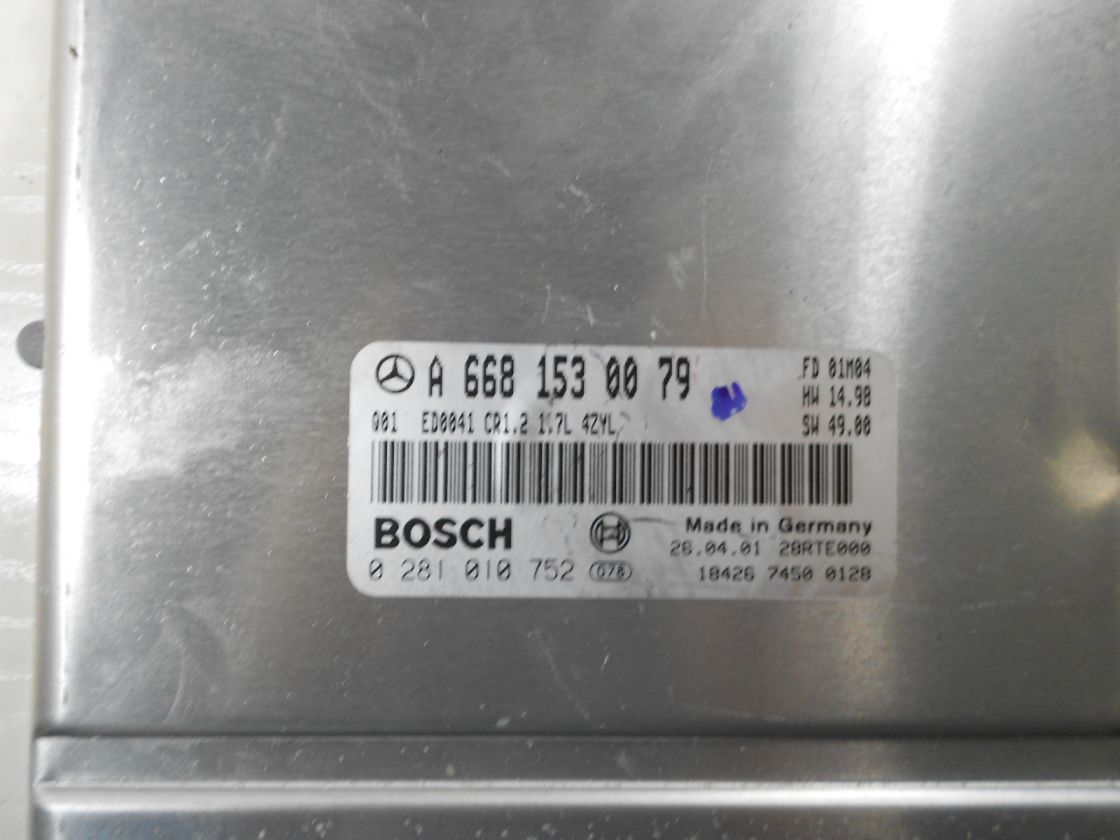 A 668 153 00 79 FD 01M04
HW 14.98
Q01 ED0041 CR1.2 1.7L 4ZYL SW 49.00
BOSCH Made in Germany
26.04.01 28RTE000
0 281 010 752 078 18426 7450 0128